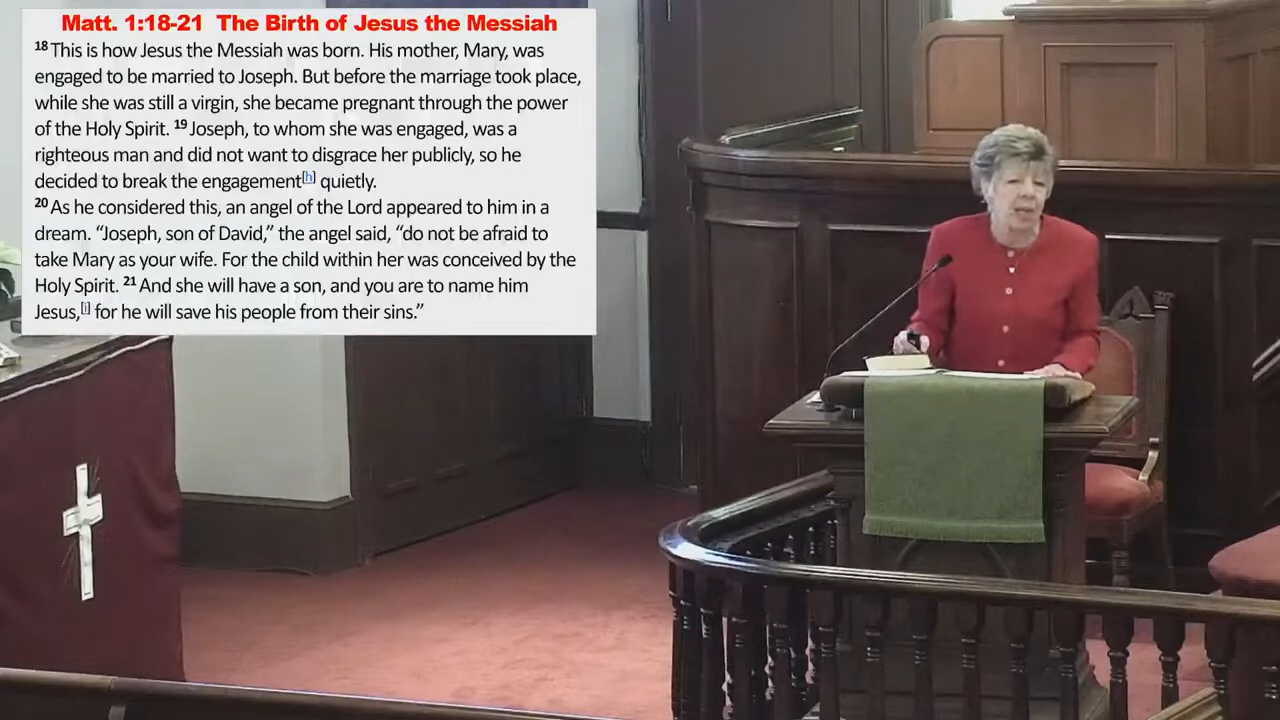 Matt. 1:18-21 The Birth of Jesus the Messiah
18 This is how Jesus the Messiah was born. His mother, Mary, was
engaged to be married to Joseph. But before the marriage took place,
while she was still a virgin, she became pregnant through the power
of the Holy Spirit. 19 Joseph, to whom she was engaged, was a
righteous man and did not want to disgrace her publicly, so he
decided to break the engagement[h] quietly.
20 As he considered this, an angel of the Lord appeared to him in a
dream. “Joseph, son of David,” the angel said, “do not be afraid to
take Mary as your wife. For the child within her was conceived by the
Holy Spirit. 21 And she will have a son, and you are to name him
Jesus,[i] for he will save his people from their sins.”